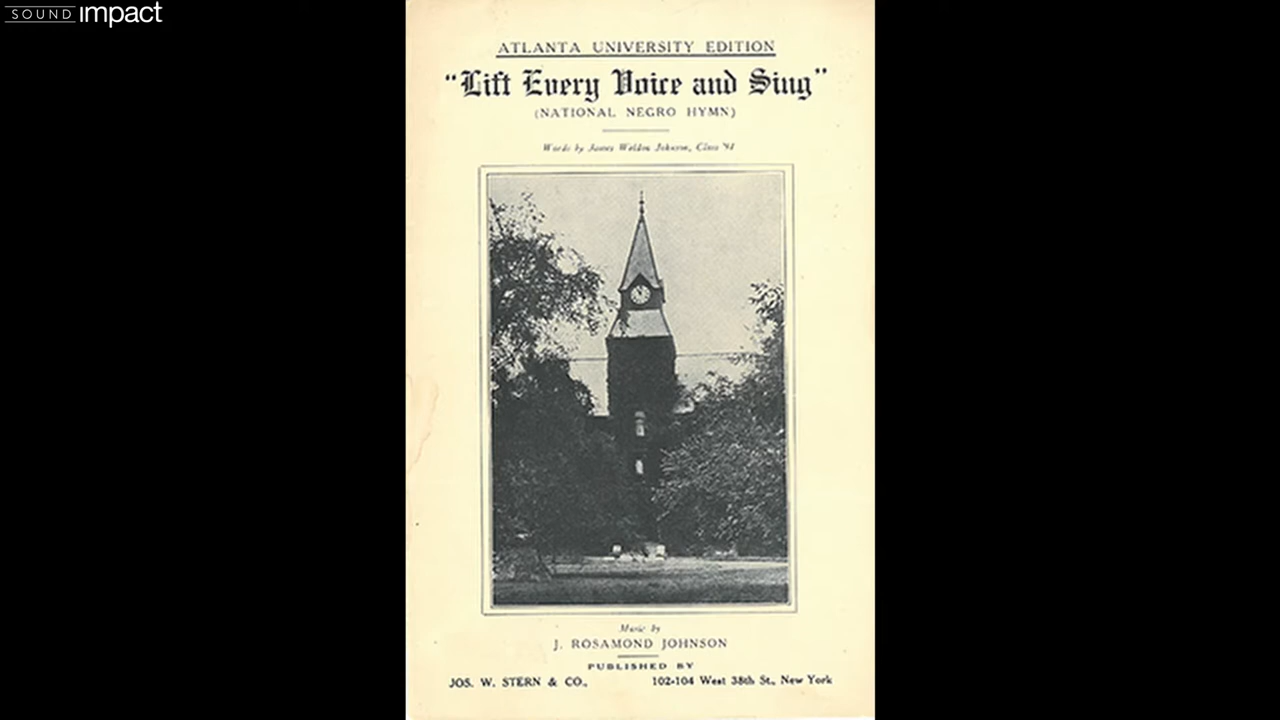 SOUND impact
ATLANTA UNIVERSITY EDITION
"Lift Every Voice and Sing"
(NATIONAL NEGRO HYMN)
Words by James Weldon Johnson, Class '94
Music by
J. ROSAMOND JOHNSON
PUBLISHED BY
JOS. W. STERN & CO., 102-104 West 38th St., New York